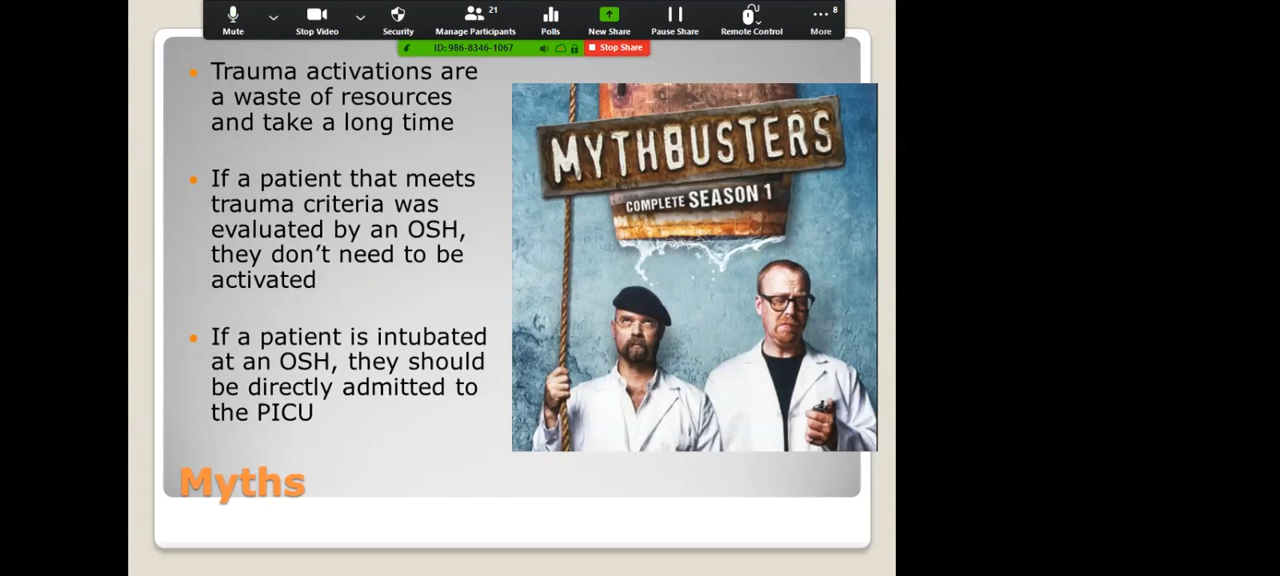 21
8
Mute
Stop Video
Security
Manage Participants
Polls
New Share
Pause Share
Remote Control
More
ID: 986-8346-1067
Stop Share
Trauma activations are
a waste of resources
and take a long time
If a patient that meets
trauma criteria was
evaluated by an OSH,
they don’t need to be
activated
If a patient is intubated
at an OSH, they should
be directly admitted to
the PICU
MYTHBUSTERS
COMPLETE SEASON 1
Myths